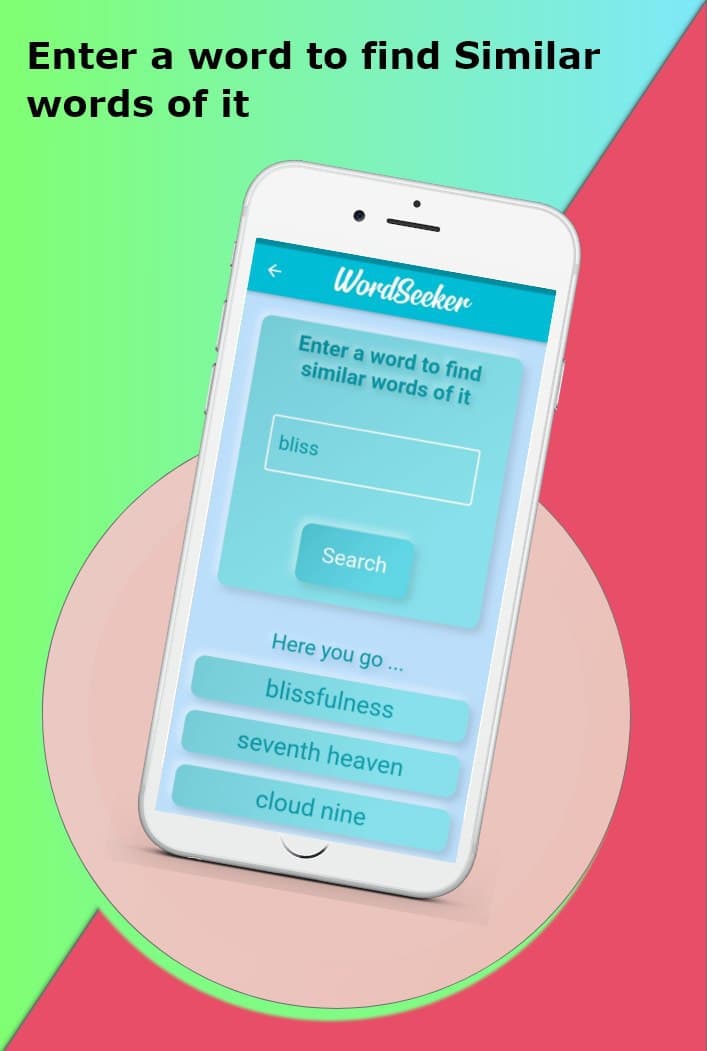 Enter a word to find Similar
words of it
WordSeeker
Enter a word to find
similar words of it
bliss
Search
Here you go ...
blissfulness
seventh heaven
cloud nine